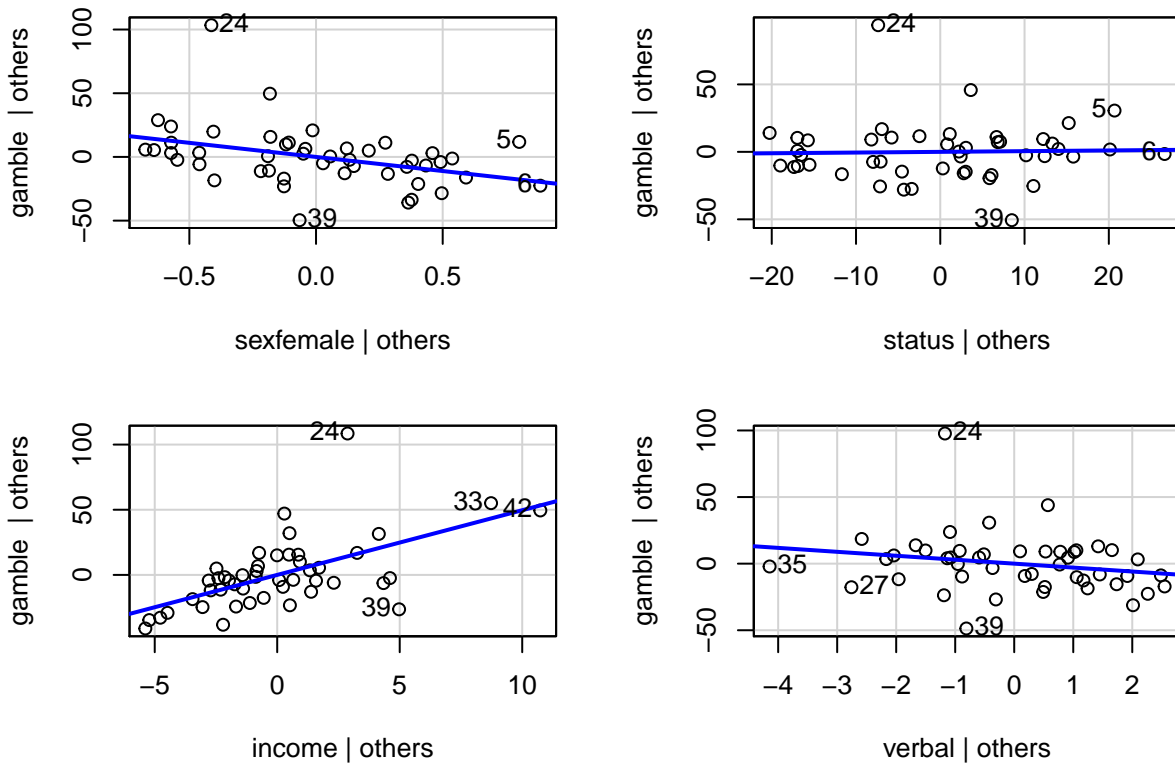 gamble | others
−50 0 50 100
24
5
39
−0.5 0.0 0.5
sexfemale | others
gamble | others
−50 0 50
24
5
39
−20 −10 0 10 20
status | others
gamble | others
0 50 100
24
33
42
39
−5 0 5 10
income | others
gamble | others
−50 0 50 100
24
35
27
39
−4 −3 −2 −1 0 1 2
verbal | others